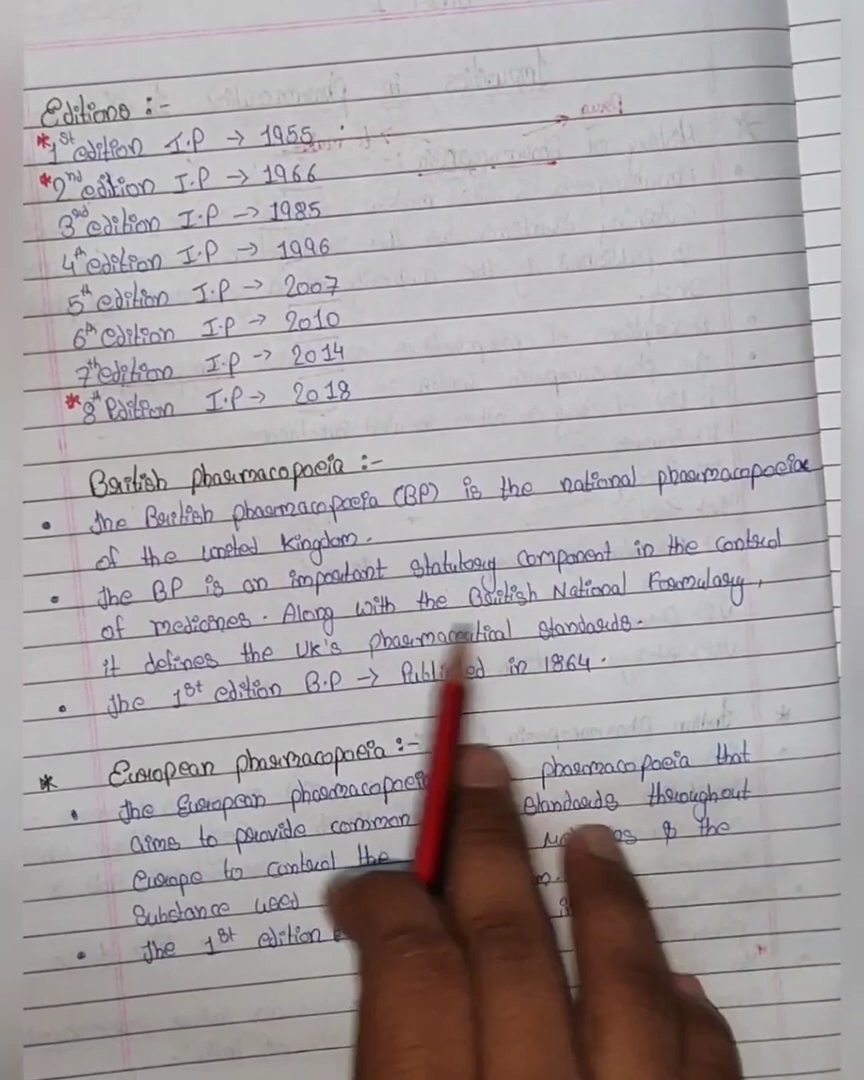 Editions :-
*1st edition I.P → 1955
*2nd edition I.P → 1966
3rd edition I.P → 1985
4th edition I.P → 1996
5th edition I.P → 2007
6th edition I.P → 2010
7th edition I.P → 2014
*8th Edition I.P → 2018
British pharmacopoeia :-
• The British pharmacopoeia (BP) is the national pharmacopoeia
of the United Kingdom.
• The BP is an important statutory component in the control
of medicines. Along with the British National Formulary,
it defines the UK's pharmaceutical standards.
• The 1st edition B.P → Published in 1864.
* European pharmacopoeia :-
• The European pharmacopoeia pharmacopoeia that
aims to provide common standards throughout
Europe to control the & the
substance used
• The 1st edition